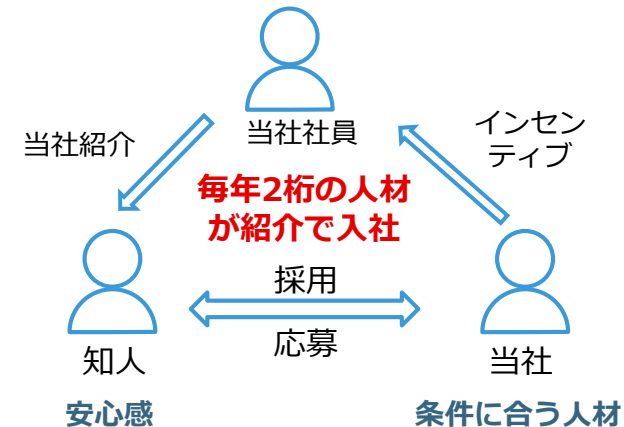 当社社員
インセン
ティブ
当社紹介
毎年2桁の人材
が紹介で入社
採用
応募
知人
当社
安心感
条件に合う人材